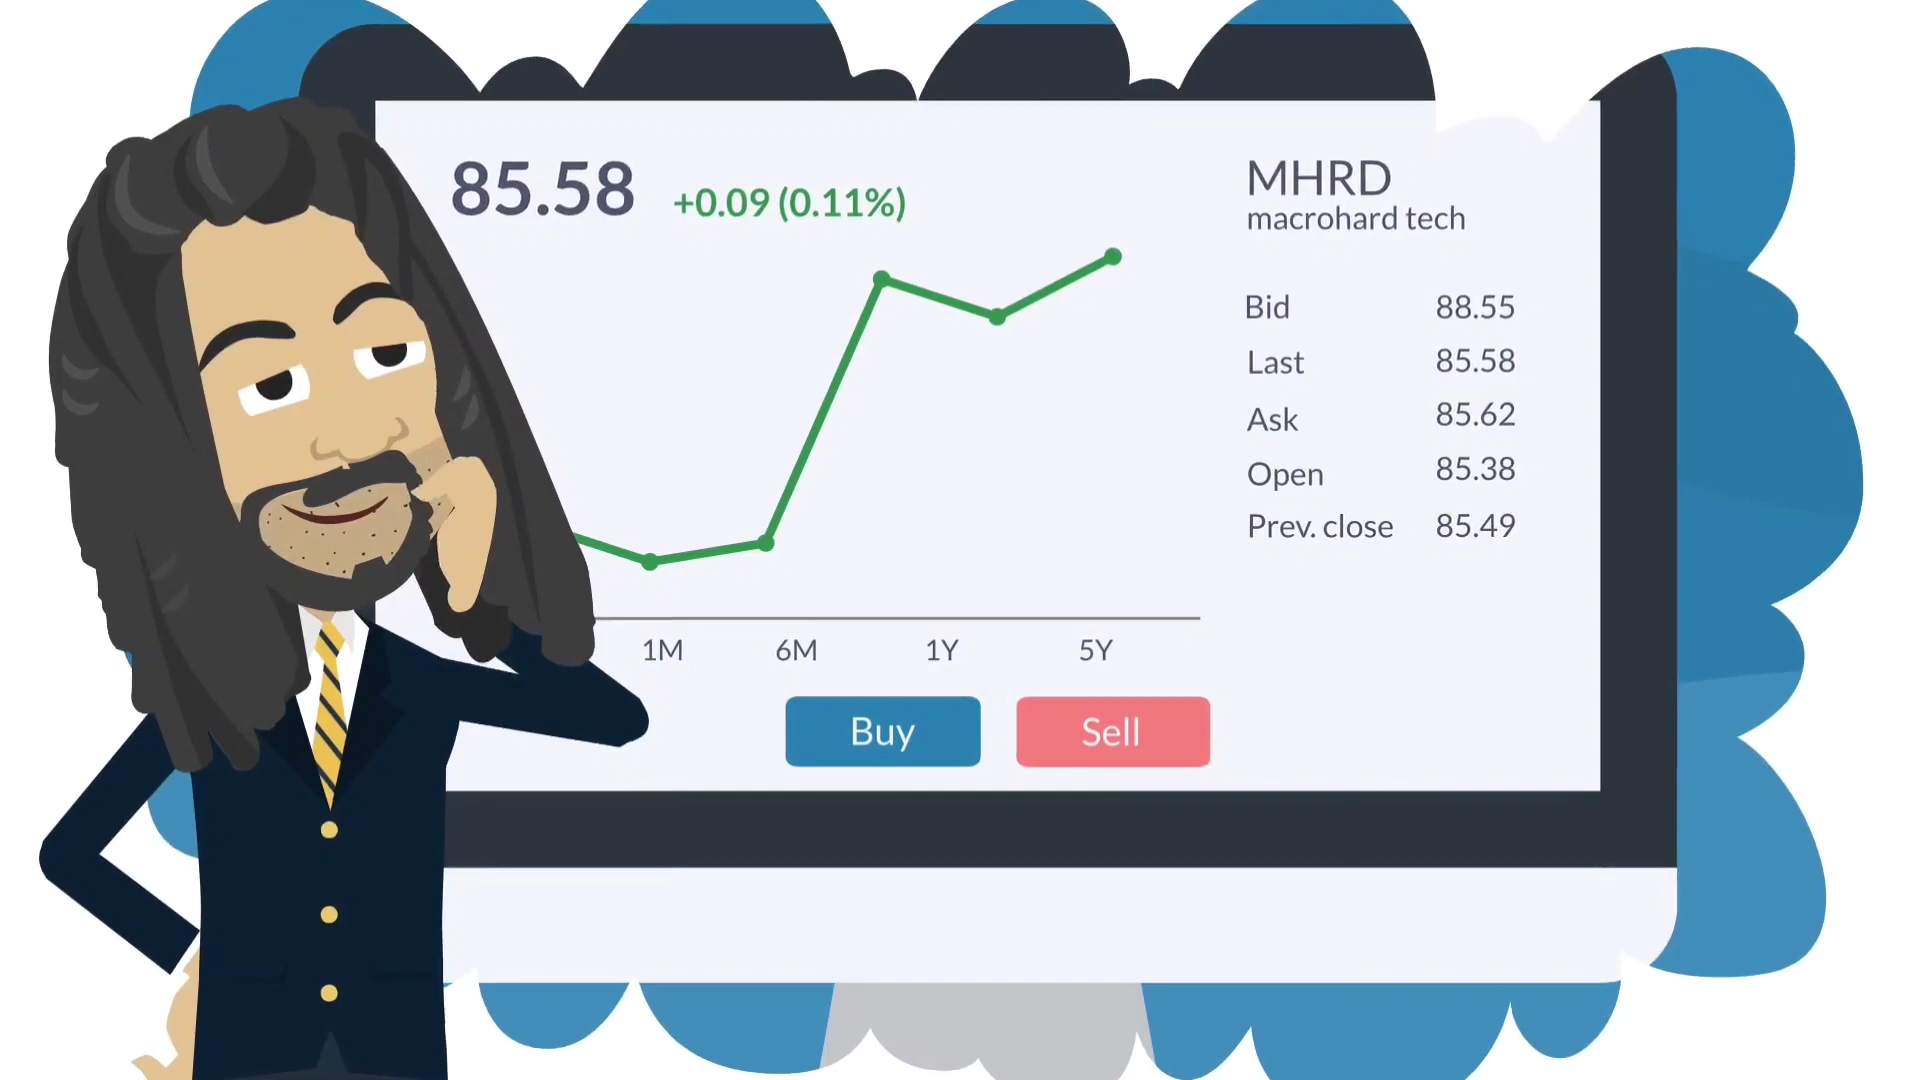 85.58 +0.09 (0.11%)
MHRD
macrohard tech
Bid 88.55
Last 85.58
Ask 85.62
Open 85.38
Prev. close 85.49
1M 6M 1Y 5Y
Buy Sell